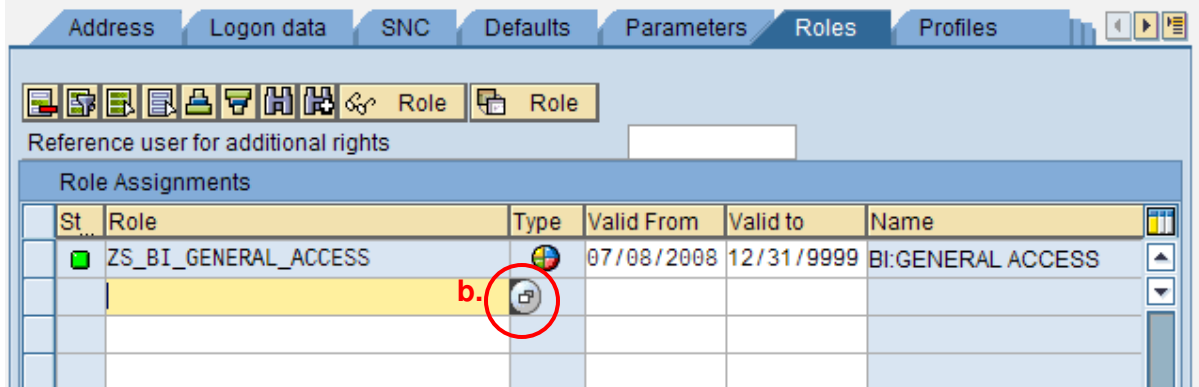 Address Logon data SNC Defaults Parameters Roles Profiles
Role Role
Reference user for additional rights
Role Assignments
St... Role Type Valid From Valid to Name
ZS_BI_GENERAL_ACCESS 07/08/2008 12/31/9999 BI:GENERAL ACCESS
b.